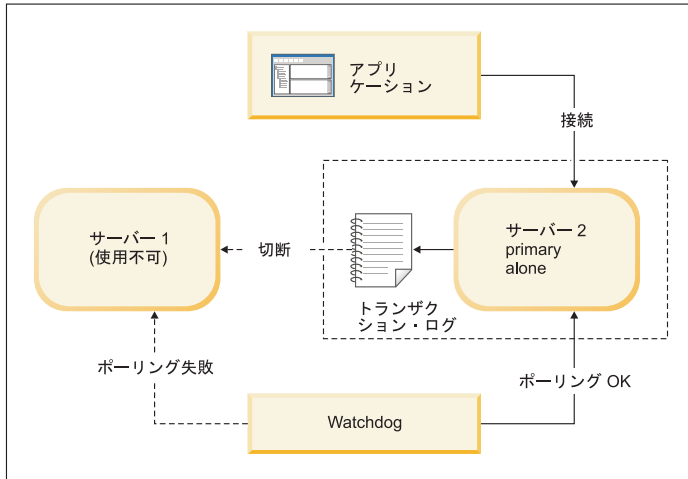 アプリ
ケーション
接続
サーバー 1
(使用不可)
切断
サーバー 2
primary
alone
トランザク
ション・ログ
ポーリング失敗
ポーリング OK
Watchdog